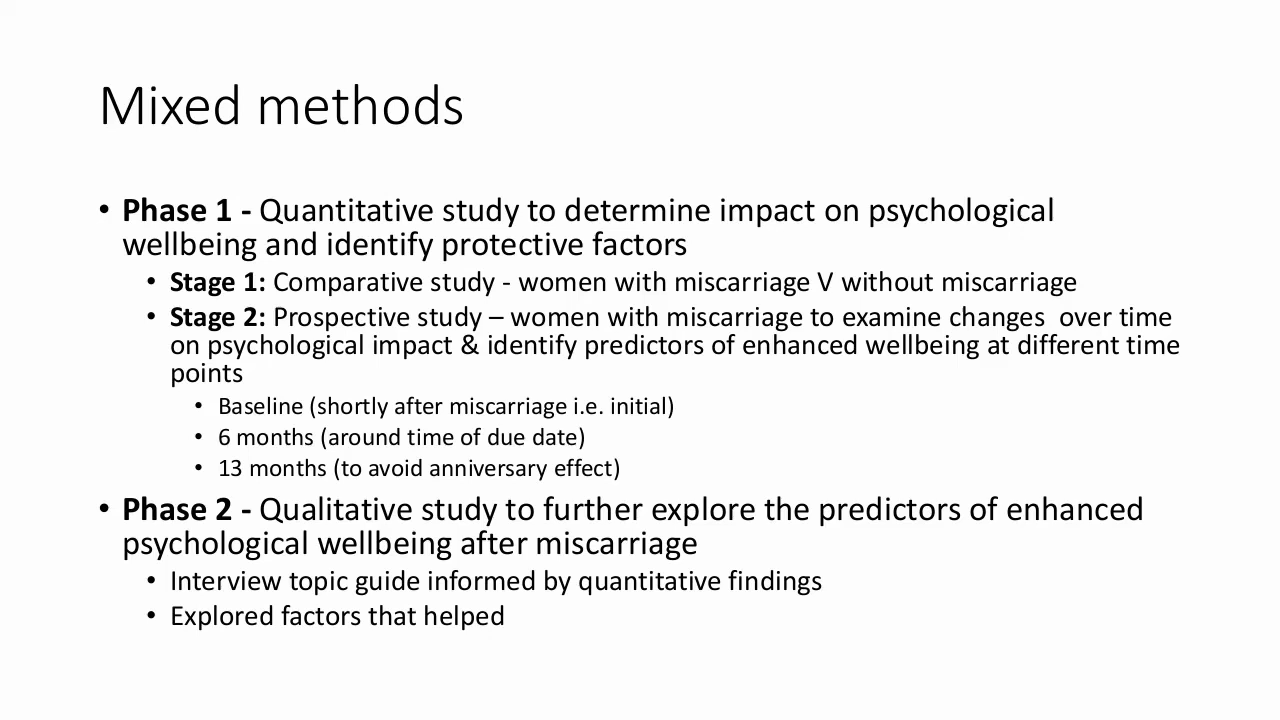 Mixed methods
• Phase 1 - Quantitative study to determine impact on psychological
wellbeing and identify protective factors
• Stage 1: Comparative study - women with miscarriage V without miscarriage
• Stage 2: Prospective study – women with miscarriage to examine changes  over time
on psychological impact & identify predictors of enhanced wellbeing at different time
points
• Baseline (shortly after miscarriage i.e. initial)
• 6 months (around time of due date)
• 13 months (to avoid anniversary effect)
• Phase 2 - Qualitative study to further explore the predictors of enhanced
psychological wellbeing after miscarriage
• Interview topic guide informed by quantitative findings
• Explored factors that helped